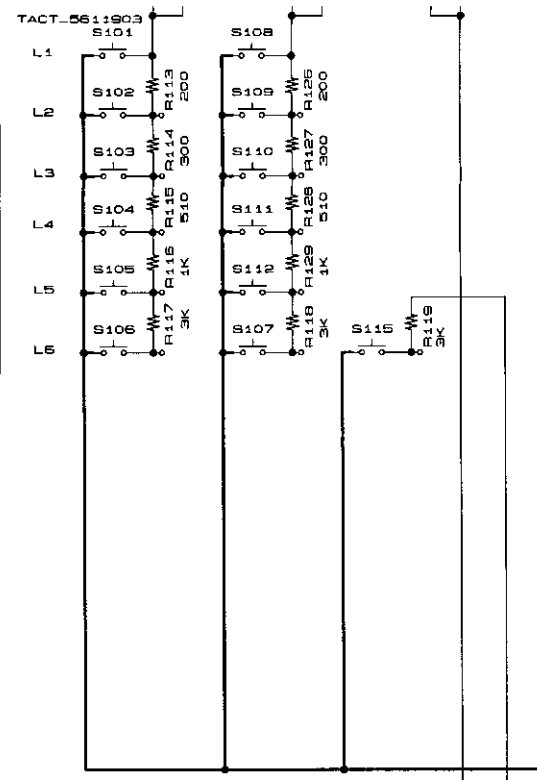 TACT_5611903
S101 S108
L1
R113 200 R126 200
S102 S109
L2
R114 300 R127 300
S103 S110
L3
R115 510 R128 510
S104 S111
L4
R116 1K R129 1K
S105 S112
L5
R117 3K R118 3K R119 3K
S106 S107 S115
L6